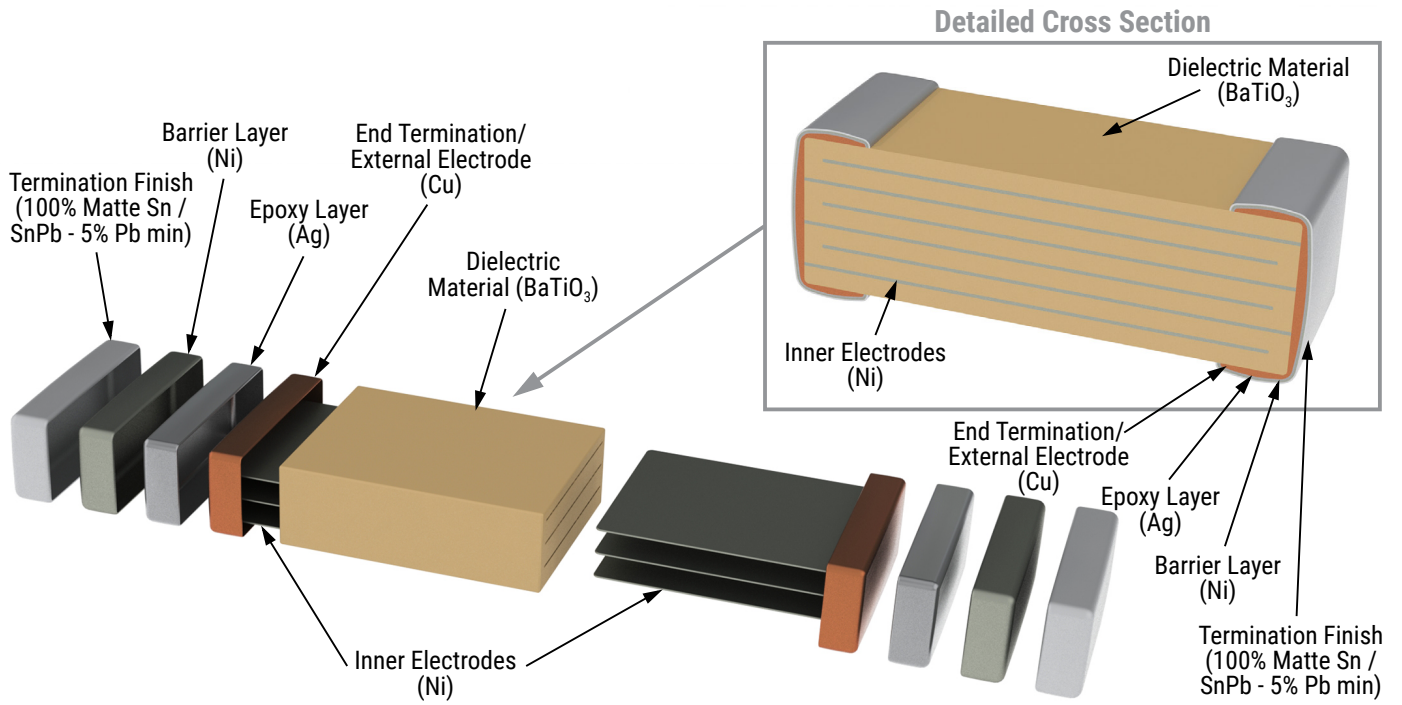 Detailed Cross Section
Dielectric Material
(BaTiO₃)
Barrier Layer
(Ni)
End Termination/
External Electrode
(Cu)
Termination Finish
(100% Matte Sn /
SnPb - 5% Pb min)
Epoxy Layer
(Ag)
Dielectric
Material (BaTiO₃)
Inner Electrodes
(Ni)
End Termination/
External Electrode
(Cu)
Epoxy Layer
(Ag)
Barrier Layer
(Ni)
Termination Finish
(100% Matte Sn /
SnPb - 5% Pb min)
Inner Electrodes
(Ni)